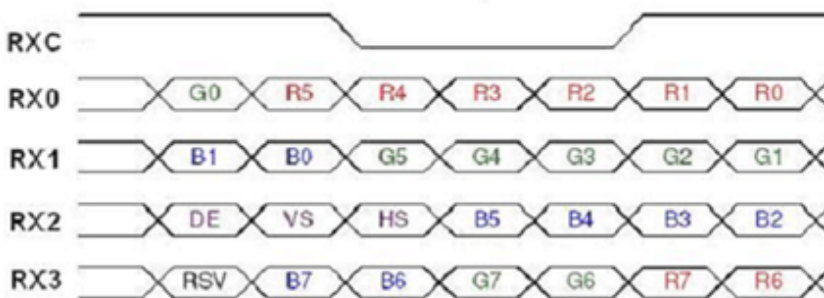 RXC
RX0 G0 R5 R4 R3 R2 R1 R0
RX1 B1 B0 G5 G4 G3 G2 G1
RX2 DE VS HS B5 B4 B3 B2
RX3 RSV B7 B6 G7 G6 R7 R6